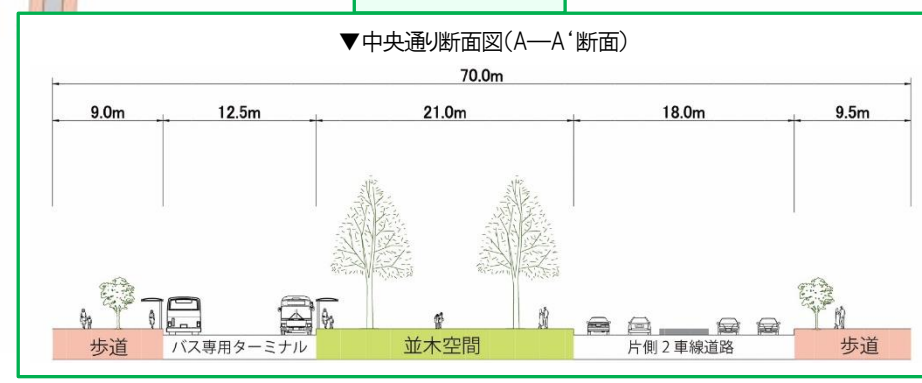 ▼中央通り断面図(A―A‘断面)
70.0m
9.0m 12.5m 21.0m 18.0m 9.5m
歩道 バス専用ターミナル 並木空間 片側2車線道路 歩道